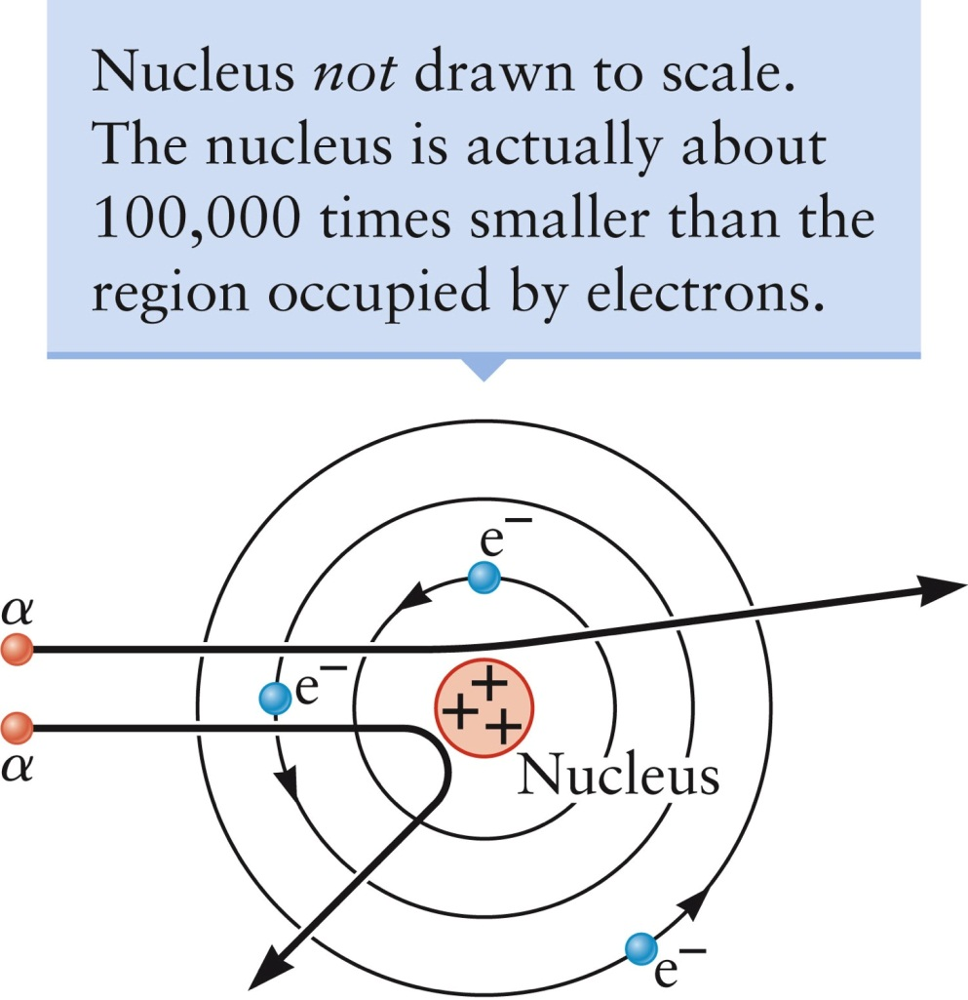 Nucleus not drawn to scale.
The nucleus is actually about
100,000 times smaller than the
region occupied by electrons.
e⁻
α
e⁻
+
+
+
α
Nucleus
e⁻